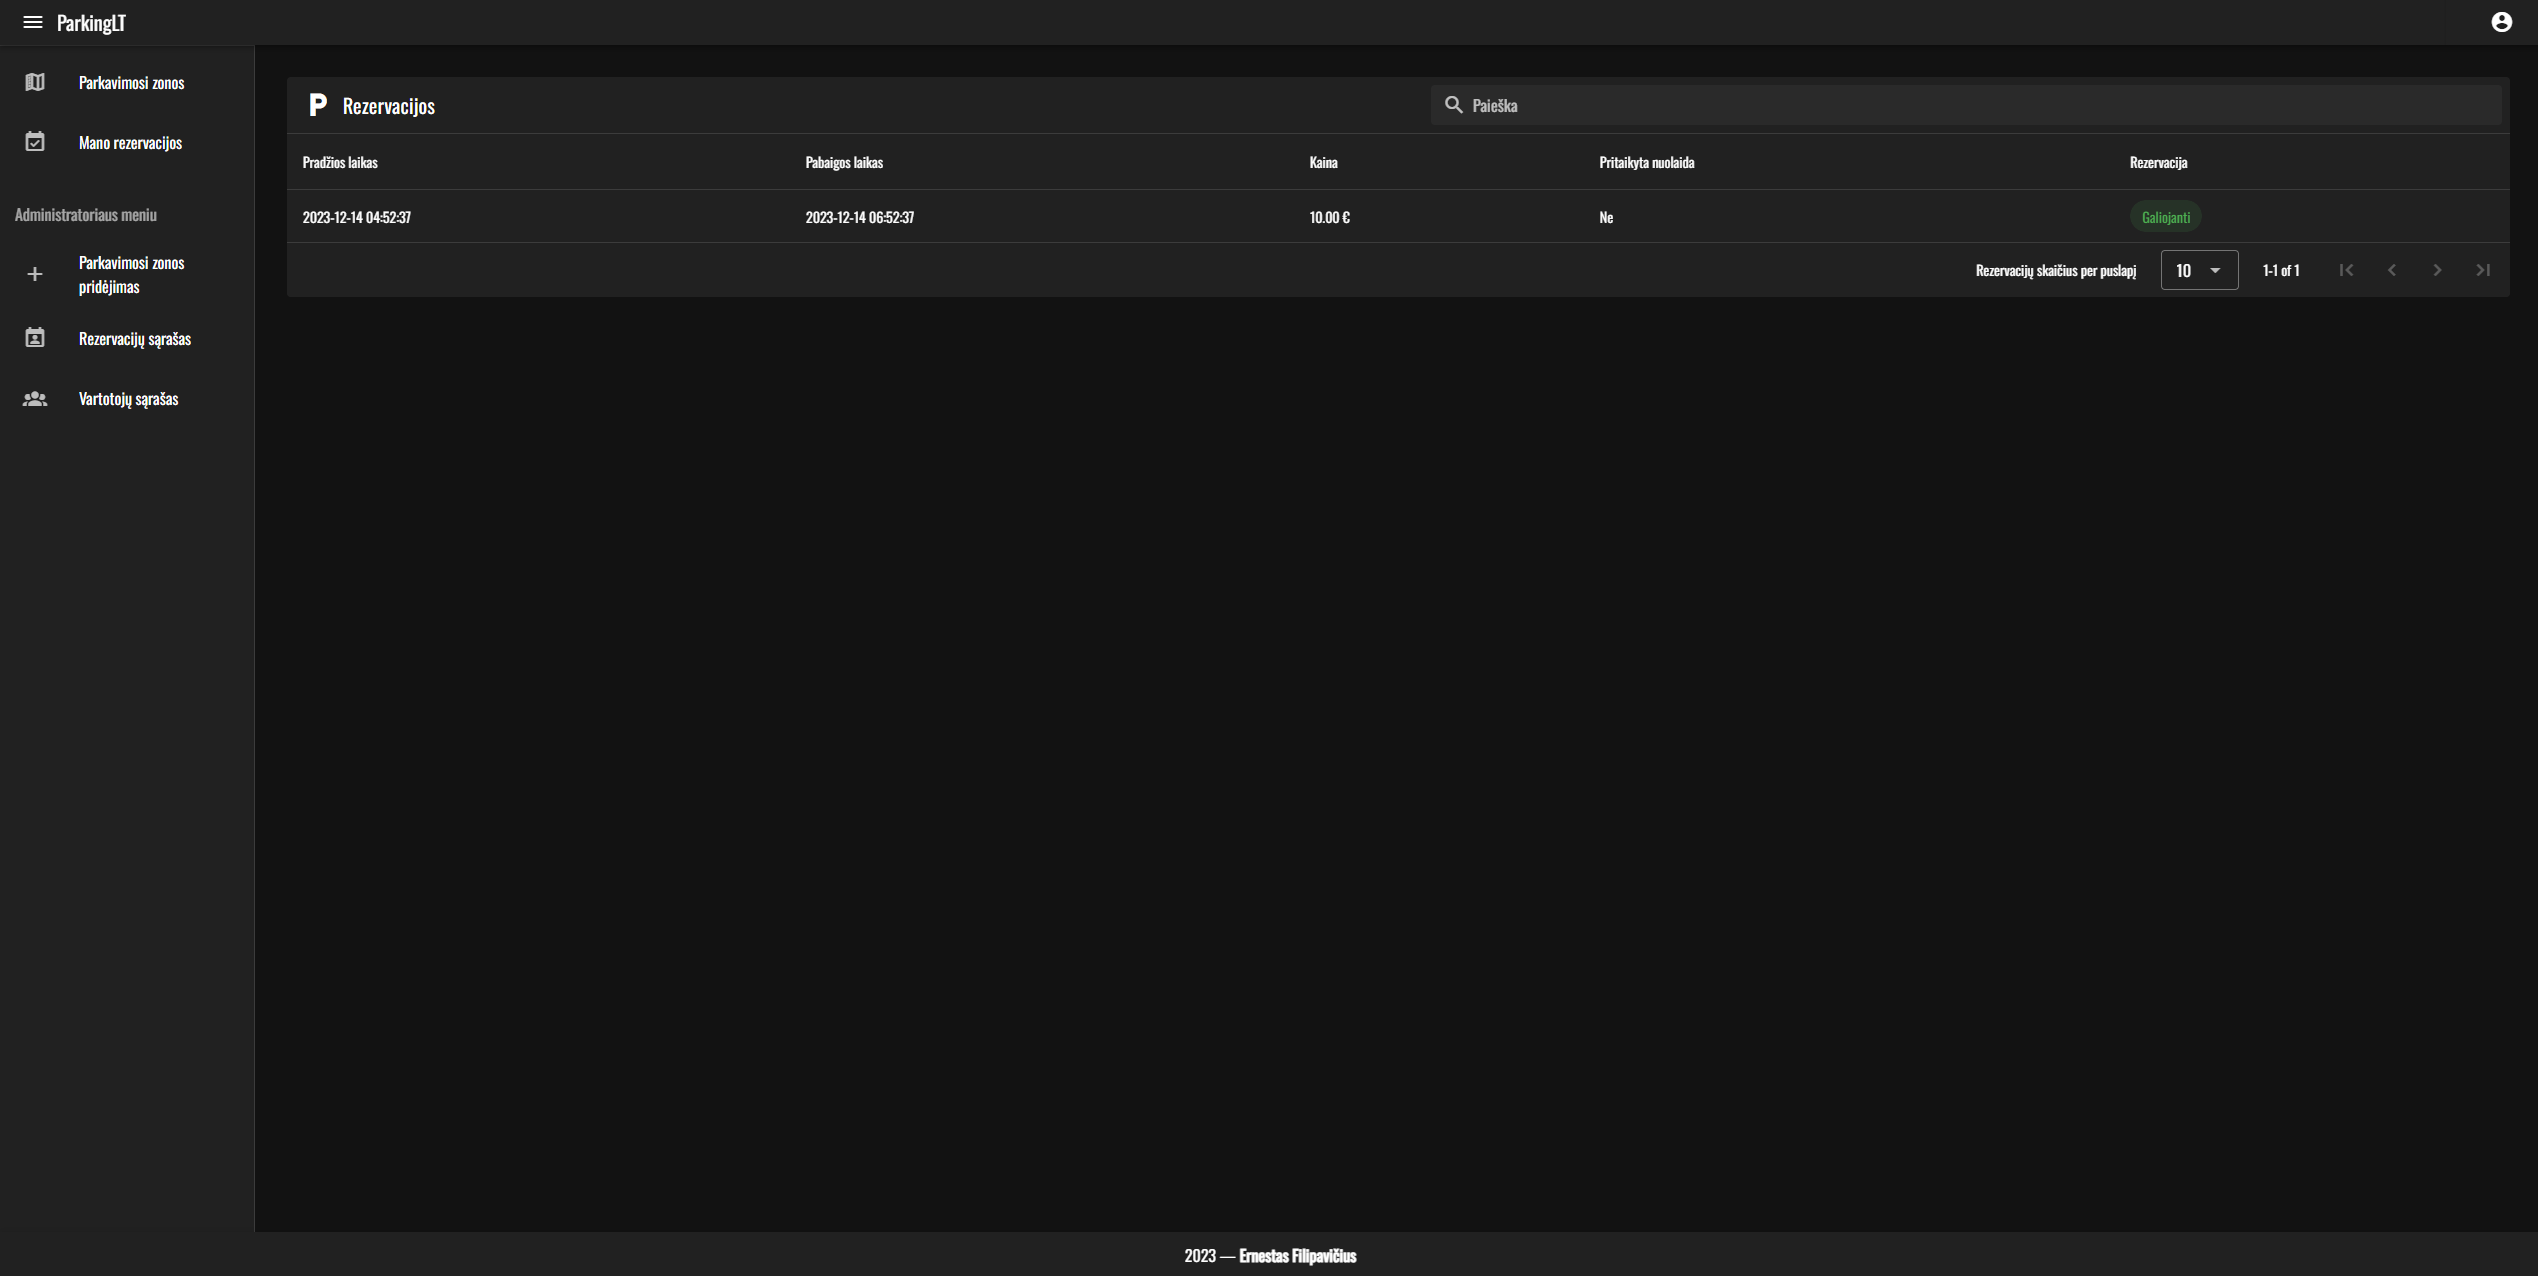 ParkingLT
Parkavimosi zonos
Mano rezervacijos
Administratoriaus meniu
Parkavimosi zonos
pridėjimas
Rezervacijų sąrašas
Vartotojų sąrašas
P Rezervacijos
Paieška
Pradžios laikas Pabaigos laikas Kaina Pritaikyta nuolaida Rezervacija
2023-12-14 04:52:37 2023-12-14 06:52:37 10.00 € Ne Galiojanti
Rezervacijų skaičius per puslapį 10 1-1 of 1
2023 — Ernestas Filipavičius